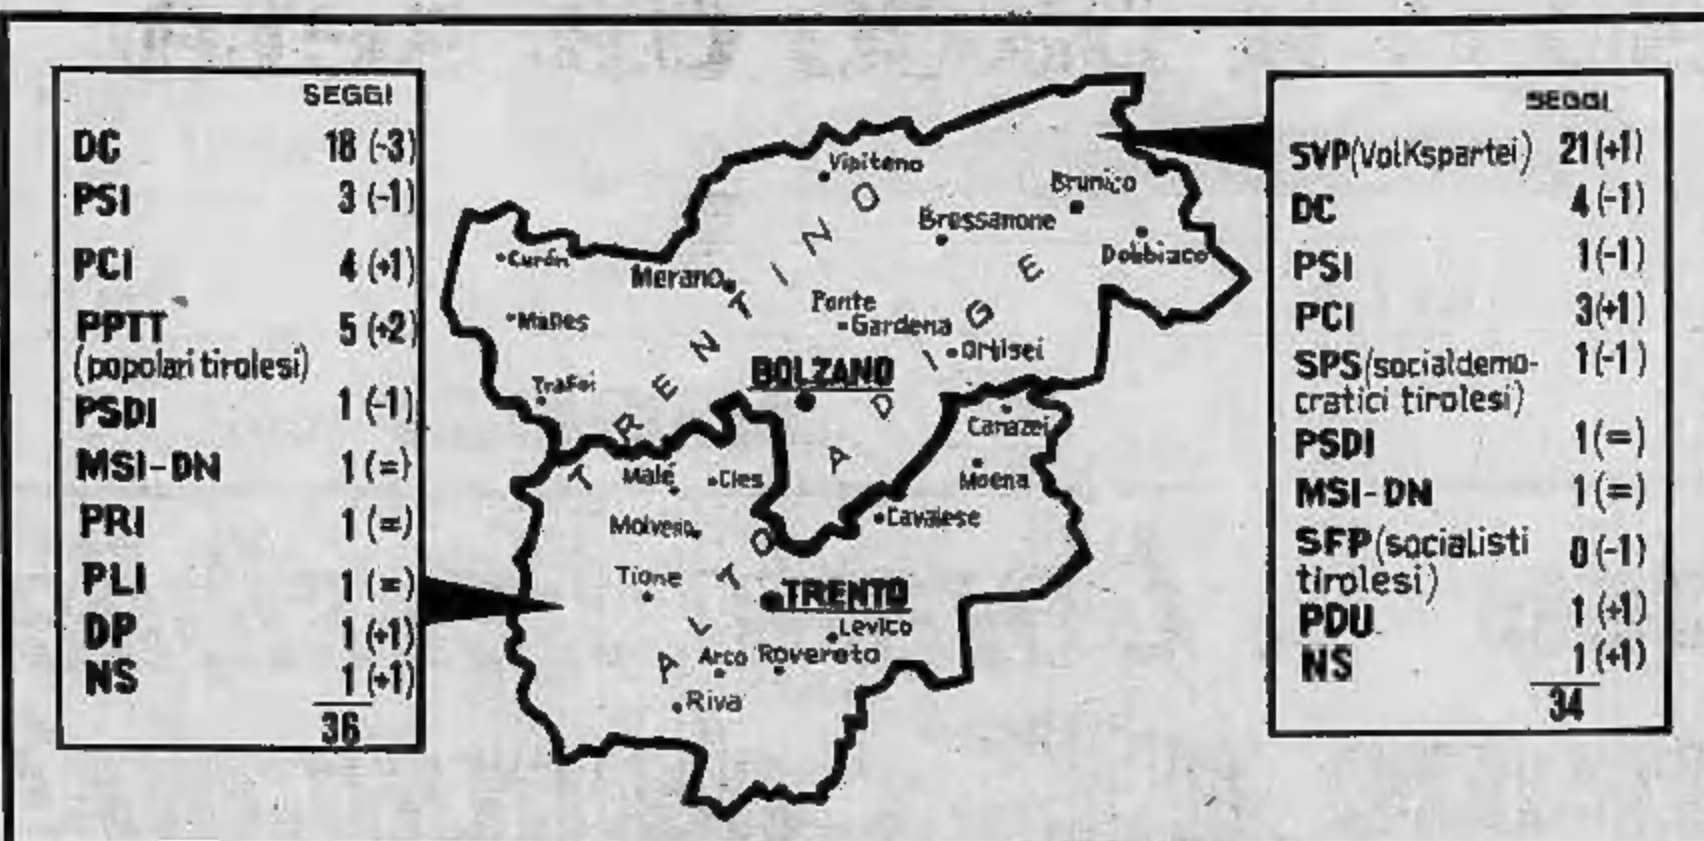 SEGGI
DC 18 (-3)
PSI 3 (-1)
PCI 4 (+1)
PPTT 5 (+2)
(popolari tirolesi)
PSDI 1 (-1)
MSI-DN 1 (=)
PRI 1 (=)
PLI 1 (=)
DP 1 (+1)
NS 1 (+1)
36
Vipiteno
Brunico
Bressanone
Dobbiaco
Curon
Merano
Malles
Ponte
Gardena
Ortisei
Trafoi
BOLZANO
TRENTINO
ALTO ADIGE
Canazei
Malé
Cles
Moena
Molveno
Cavalese
Tione
TRENTO
Levico
Arco
Rovereto
Riva
SEGGI
SVP (Volkspartei) 21 (+1)
DC 4 (-1)
PSI 1 (-1)
PCI 3 (+1)
SPS (socialdemo- 1 (-1)
cratici tirolesi)
PSDI 1 (=)
MSI-DN 1 (=)
SFP (socialisti 0 (-1)
tirolesi)
PDU 1 (+1)
NS 1 (+1)
34